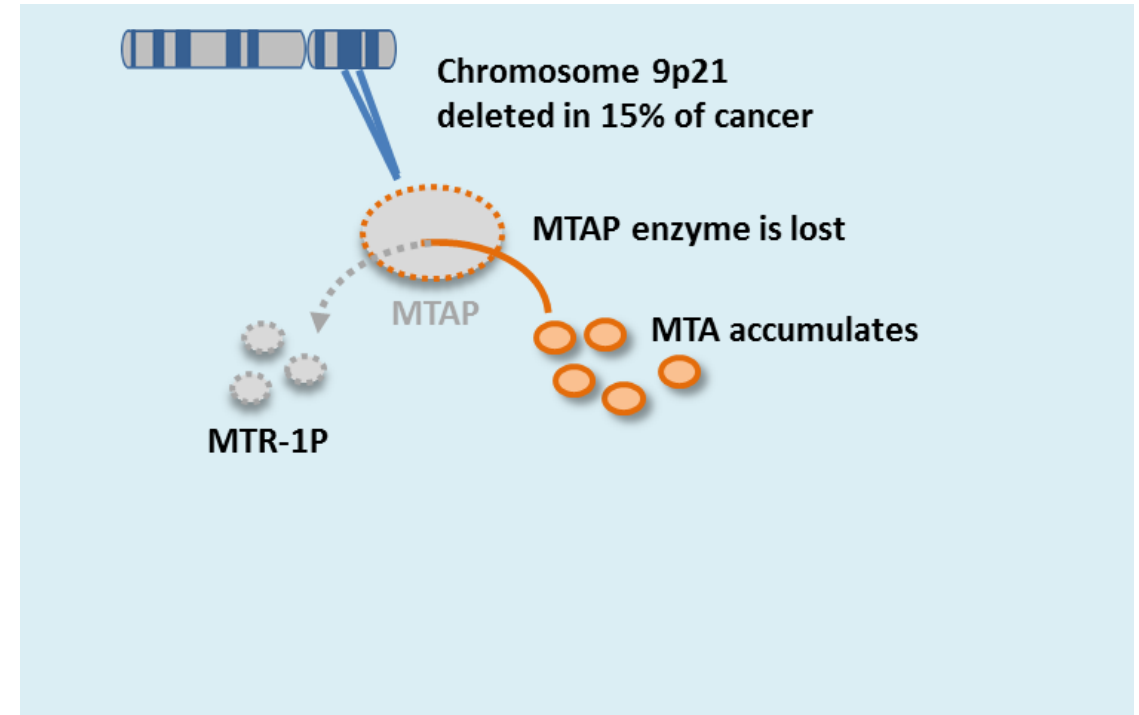 Chromosome 9p21
deleted in 15% of cancer
MTAP enzyme is lost
MTAP
MTA accumulates
MTR-1P